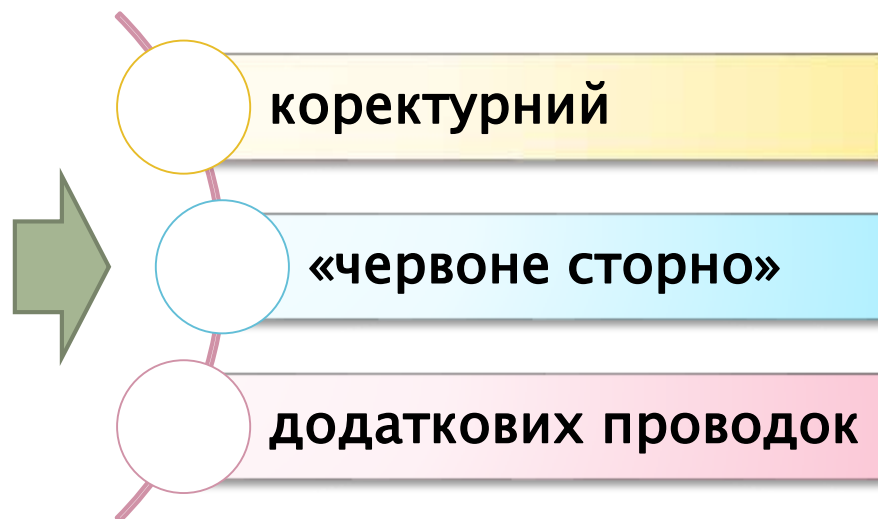 коректурний
«червоне сторно»
додаткових проводок